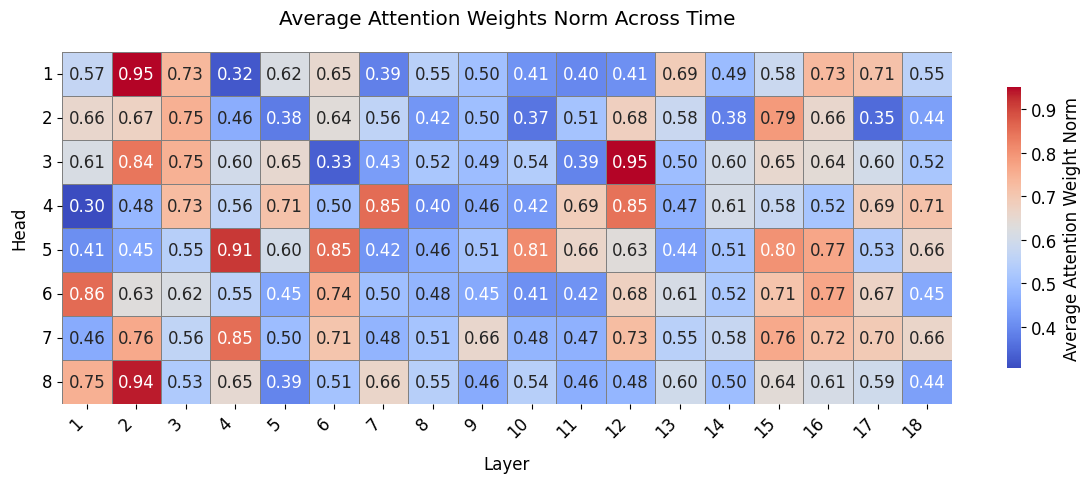 Average Attention Weights Norm Across Time
1 0.57 0.95 0.73 0.32 0.62 0.65 0.39 0.55 0.50 0.41 0.40 0.41 0.69 0.49 0.58 0.73 0.71 0.55
2 0.66 0.67 0.75 0.46 0.38 0.64 0.56 0.42 0.50 0.37 0.51 0.68 0.58 0.38 0.79 0.66 0.35 0.44
3 0.61 0.84 0.75 0.60 0.65 0.33 0.43 0.52 0.49 0.54 0.39 0.95 0.50 0.60 0.65 0.64 0.60 0.52
4 0.30 0.48 0.73 0.56 0.71 0.50 0.85 0.40 0.46 0.42 0.69 0.85 0.47 0.61 0.58 0.52 0.69 0.71
5 0.41 0.45 0.55 0.91 0.60 0.85 0.42 0.46 0.51 0.81 0.66 0.63 0.44 0.51 0.80 0.77 0.53 0.66
6 0.86 0.63 0.62 0.55 0.45 0.74 0.50 0.48 0.45 0.41 0.42 0.68 0.61 0.52 0.71 0.77 0.67 0.45
7 0.46 0.76 0.56 0.85 0.50 0.71 0.48 0.51 0.66 0.48 0.47 0.73 0.55 0.58 0.76 0.72 0.70 0.66
8 0.75 0.94 0.53 0.65 0.39 0.51 0.66 0.55 0.46 0.54 0.46 0.48 0.60 0.50 0.64 0.61 0.59 0.44
1 2 3 4 5 6 7 8 9 10 11 12 13 14 15 16 17 18
Layer
Head
0.9
0.8
0.7
0.6
0.5
0.4
Average Attention Weight Norm